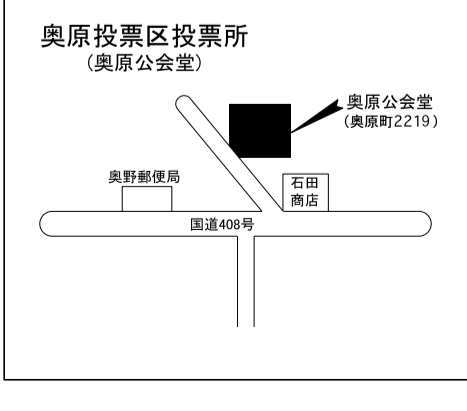 奥原投票区投票所
(奥原公会堂)
奥原公会堂
(奥原町2219)
奥野郵便局
石田
商店
国道408号